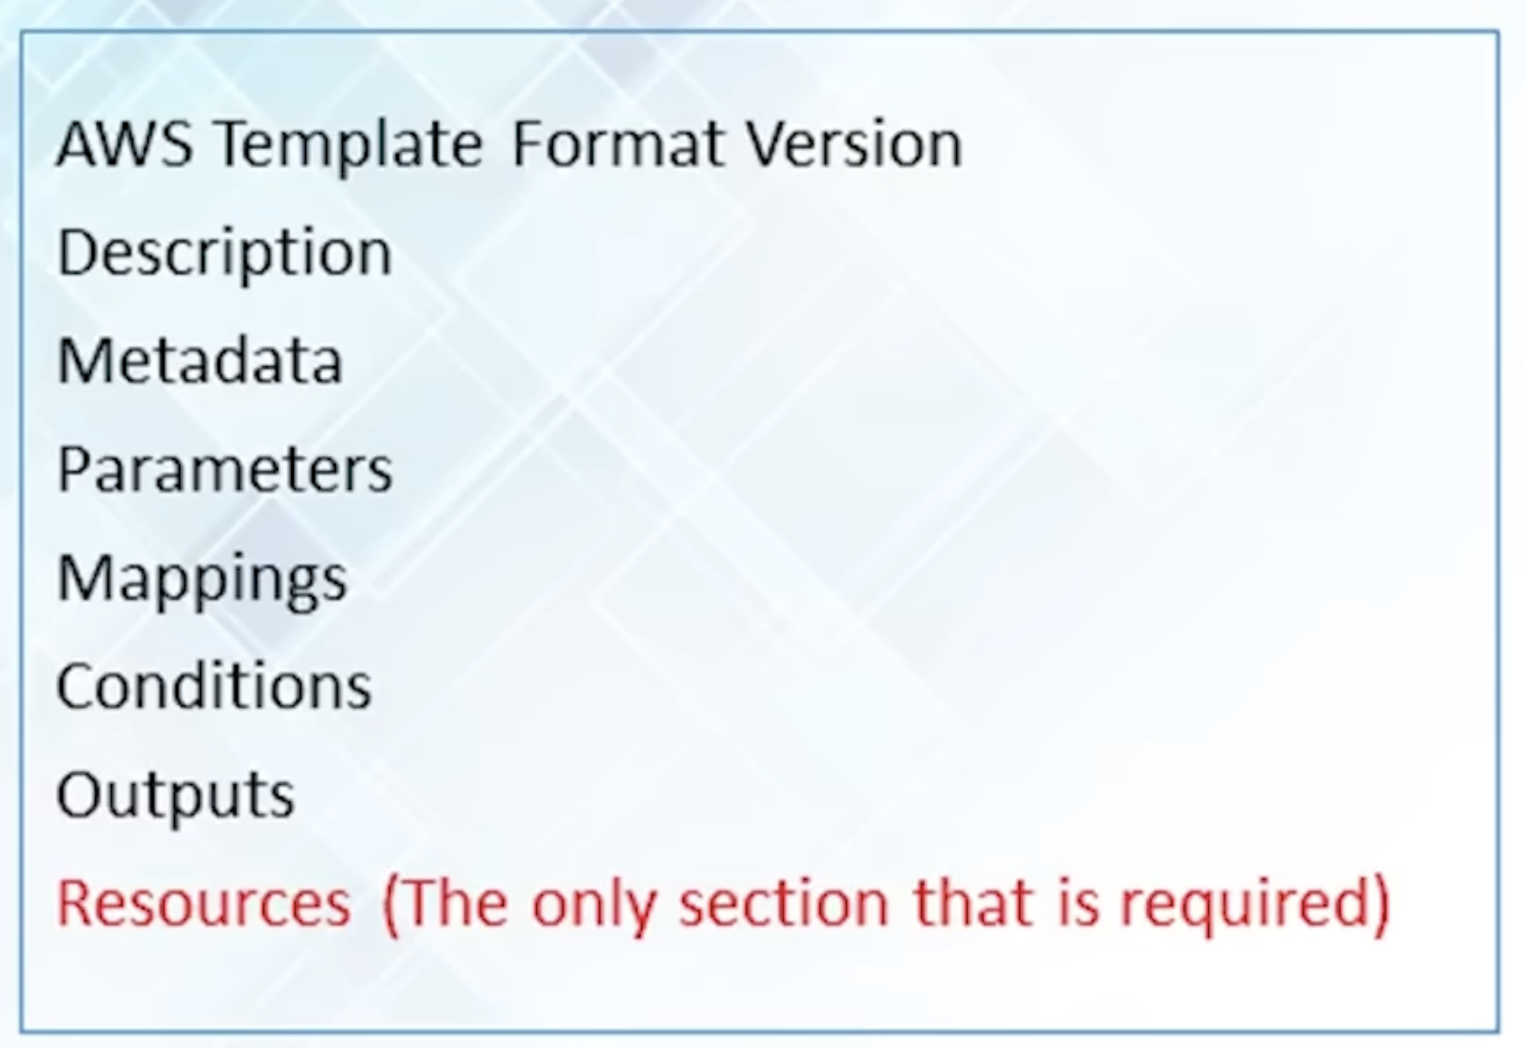 AWS Template Format Version
Description
Metadata
Parameters
Mappings
Conditions
Outputs
Resources (The only section that is required)